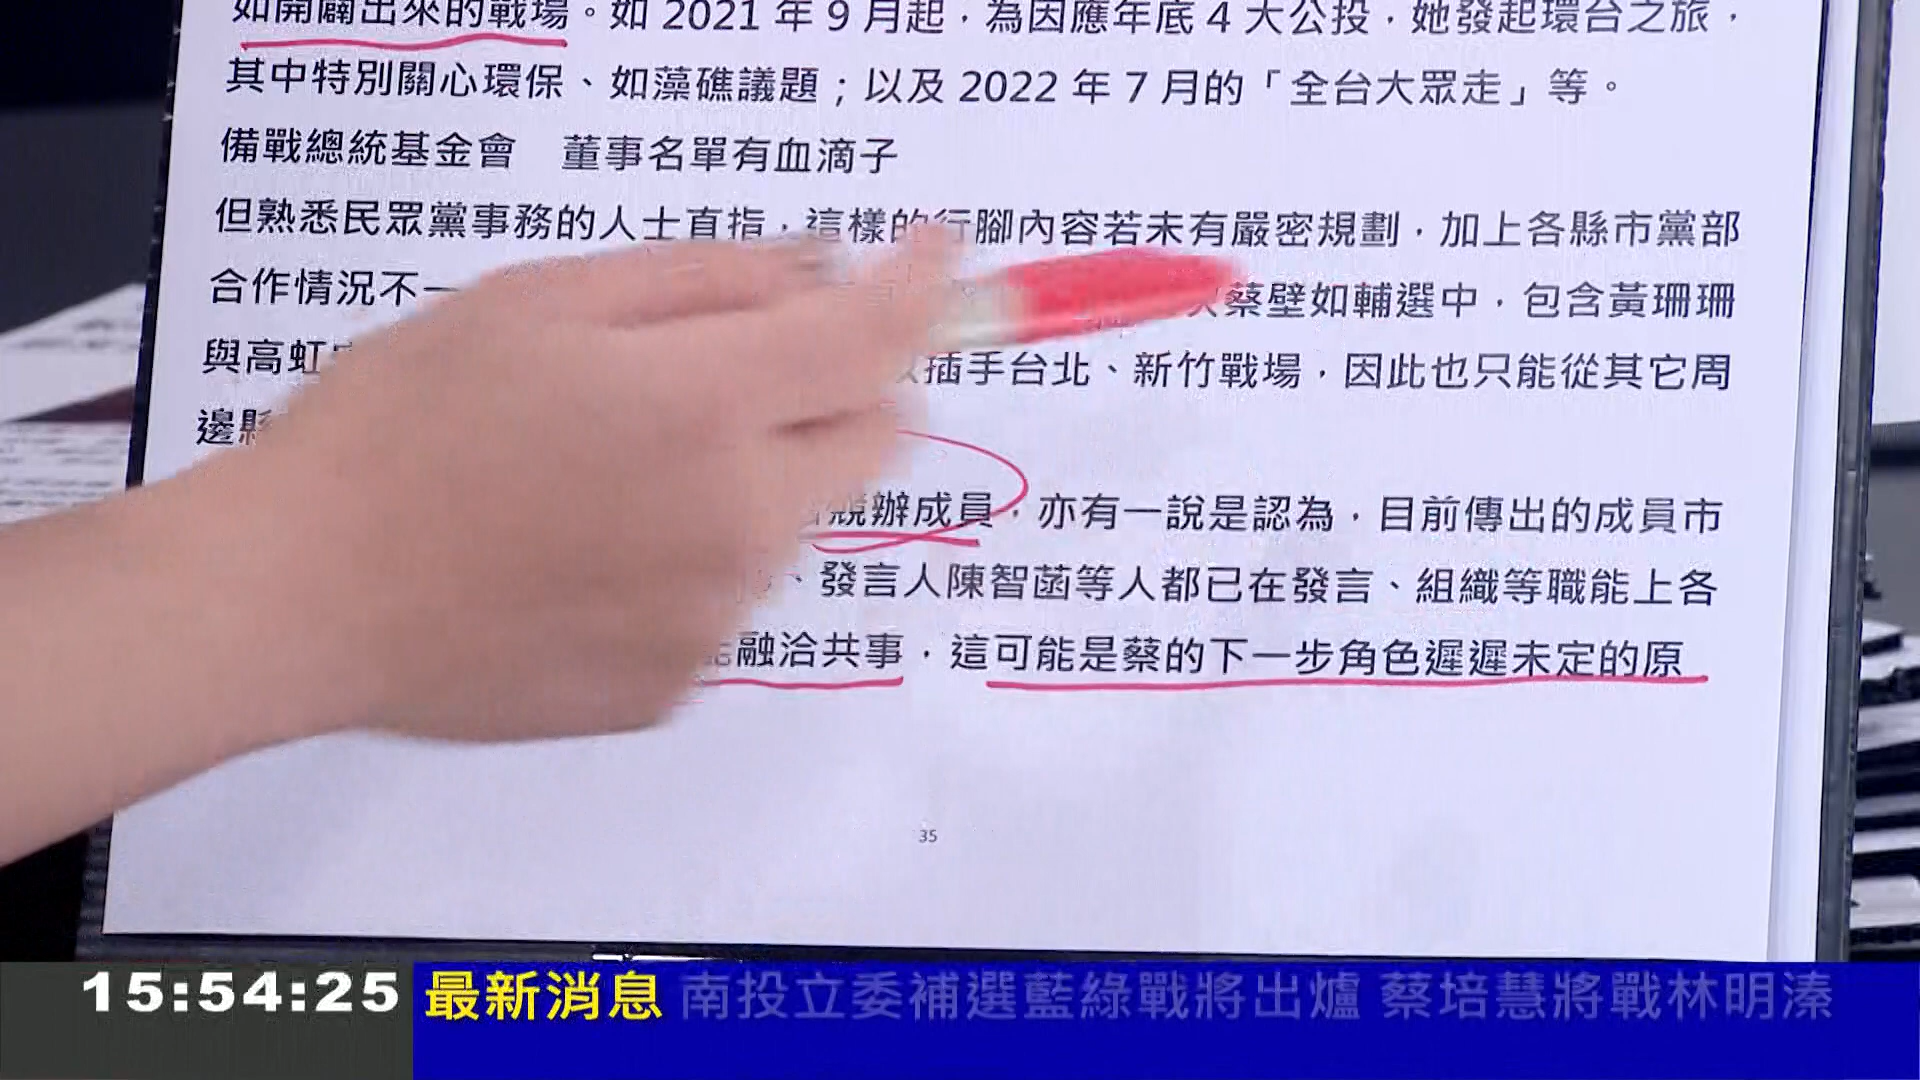 如開闢出來的戰場。如 2021 年 9 月起，為因應年底 4 大公投，她發起環台之旅，
其中特別關心環保、如藻礁議題；以及 2022 年 7 月的「全台大眾走」等。
備戰總統基金會　董事名單有血滴子
但熟悉民眾黨事務的人士直指，這樣的行腳內容若未有嚴密規劃，加上各縣市黨部
合作情況不一 蔡壁如輔選中，包含黃珊珊
與高虹 插手台北、新竹戰場，因此也只能從其它周
邊縣
競辦成員，亦有一說是認為，目前傳出的成員市
、發言人陳智菡等人都已在發言、組織等職能上各
融洽共事，這可能是蔡的下一步角色遲遲未定的原
35
15:54:25 最新消息 南投立委補選藍綠戰將出爐 蔡培慧將戰林明溱